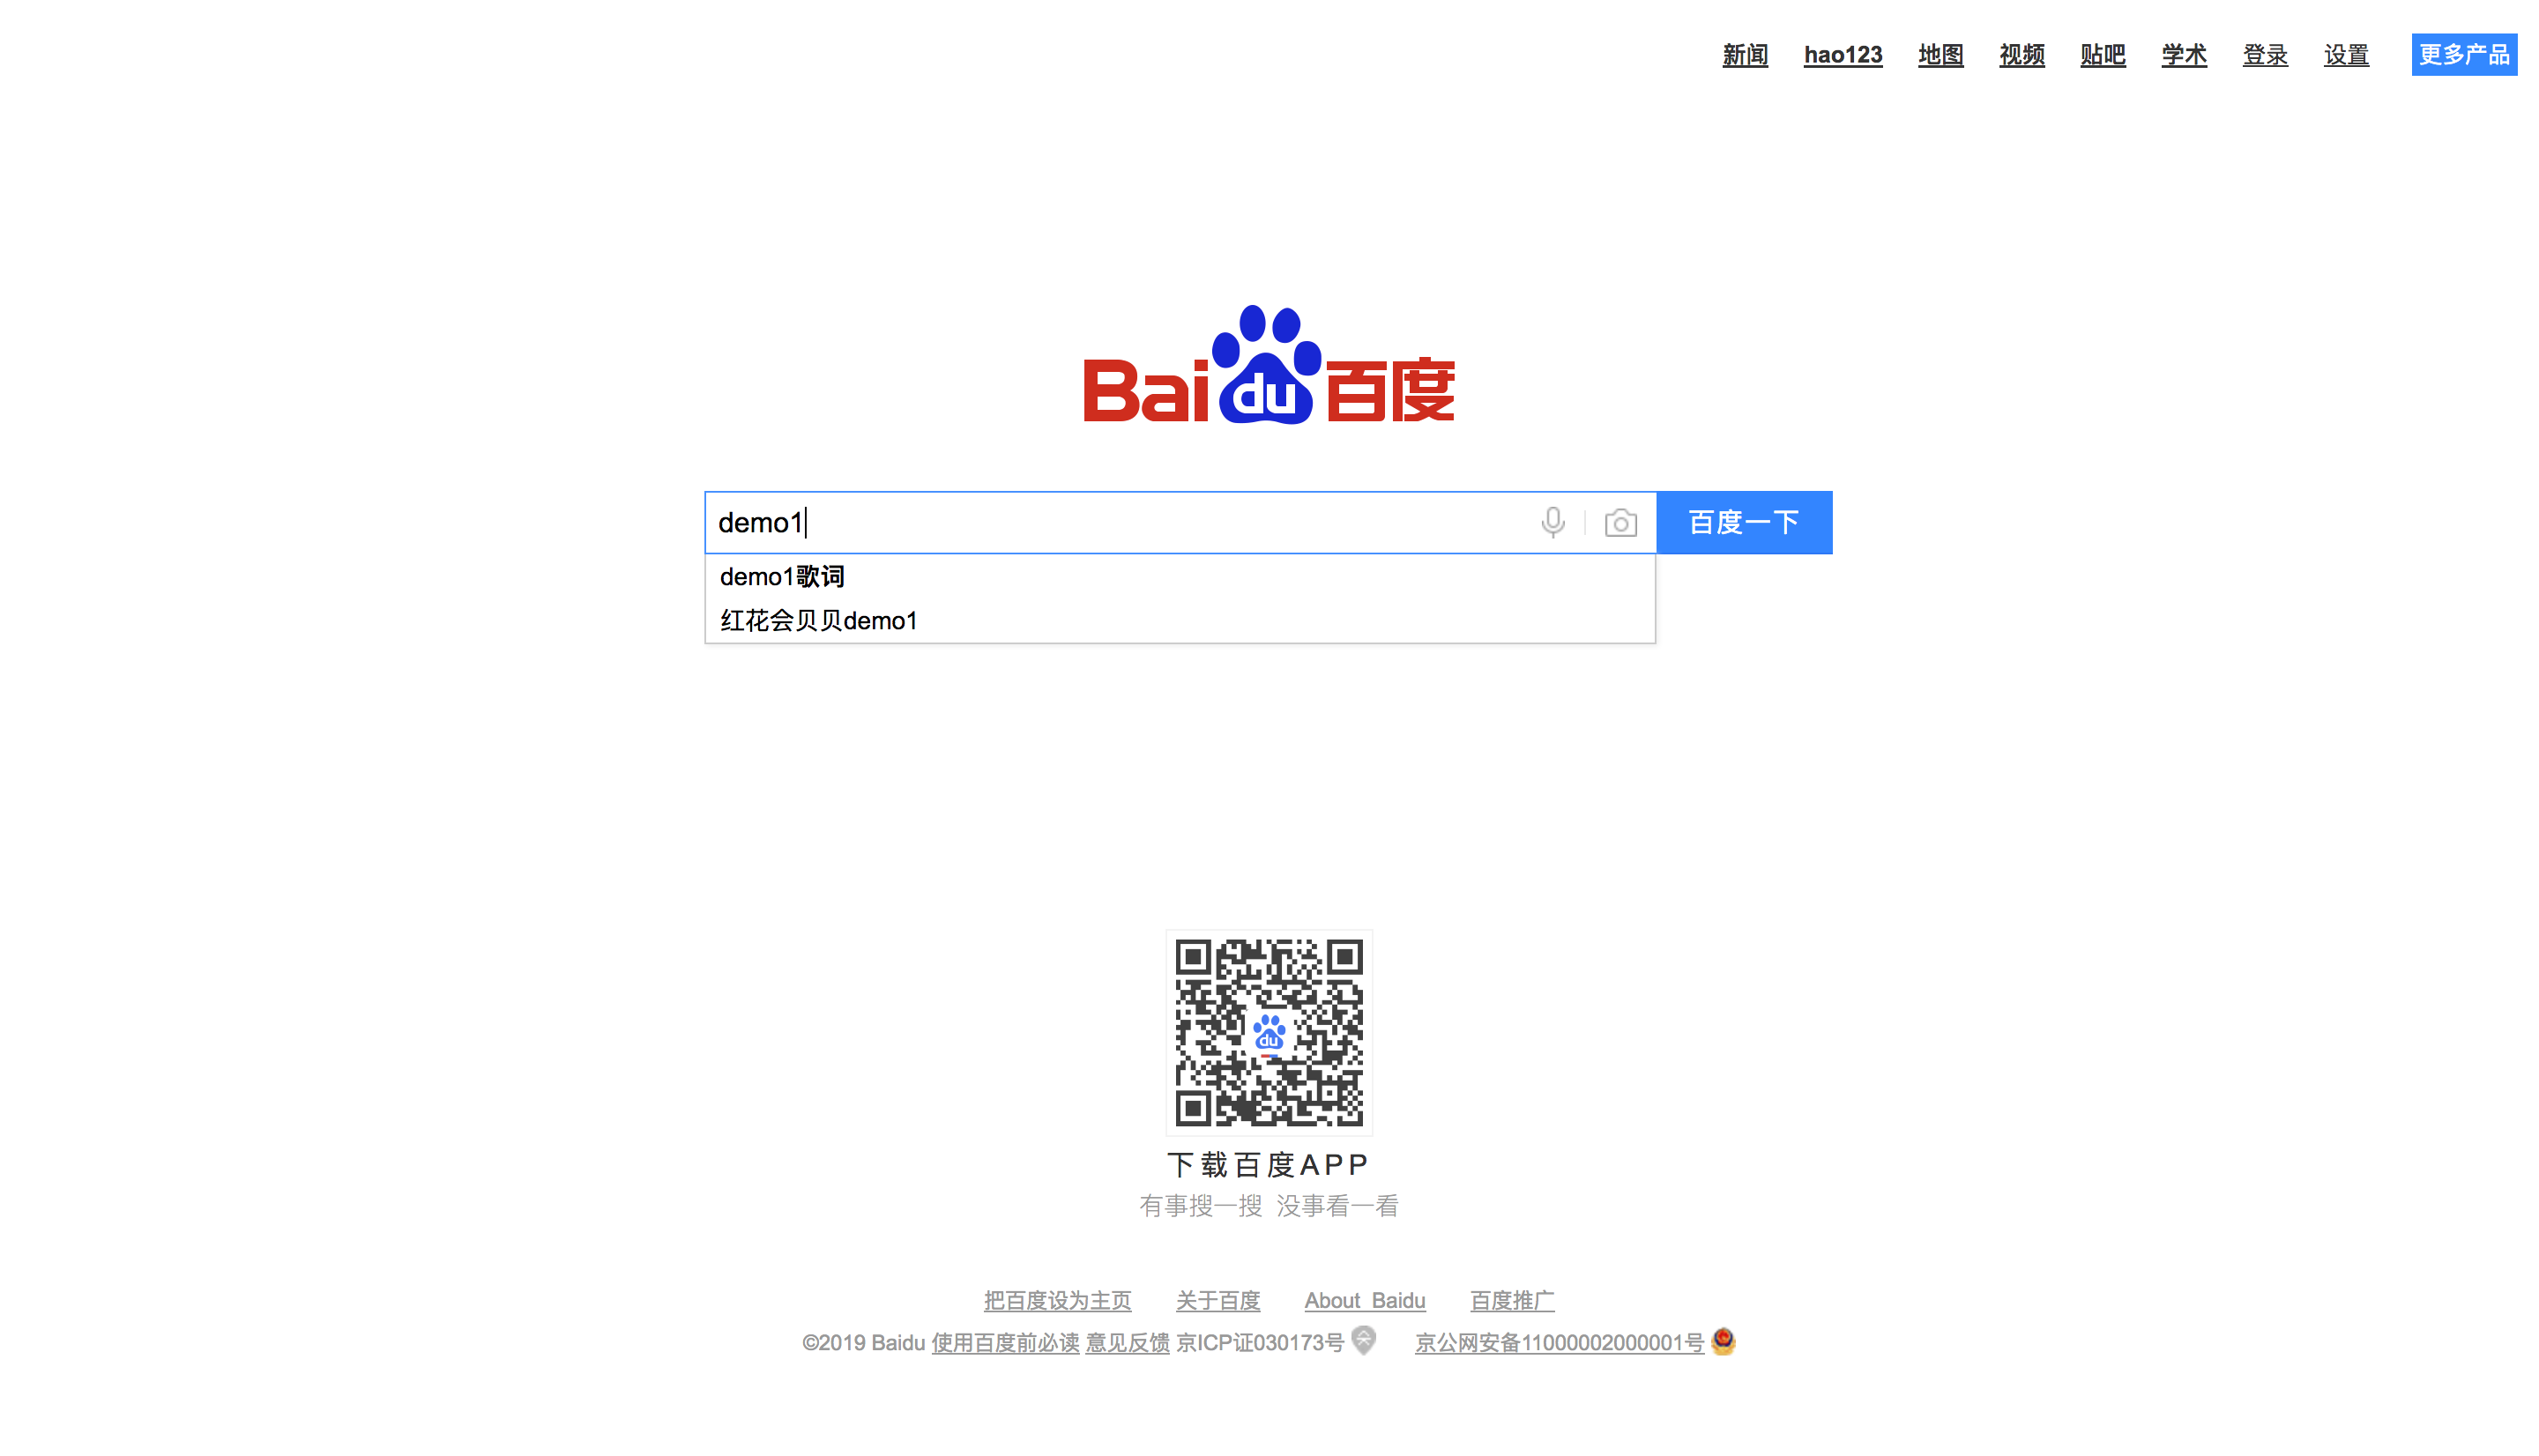 新闻 hao123 地图 视频 贴吧 学术 登录 设置 更多产品
Bai du 百度
demo1 百度一下
demo1歌词
红花会贝贝demo1
du
下载百度APP
有事搜一搜 没事看一看
把百度设为主页 关于百度 About Baidu 百度推广
©2019 Baidu 使用百度前必读 意见反馈 京ICP证030173号 京公网安备11000002000001号